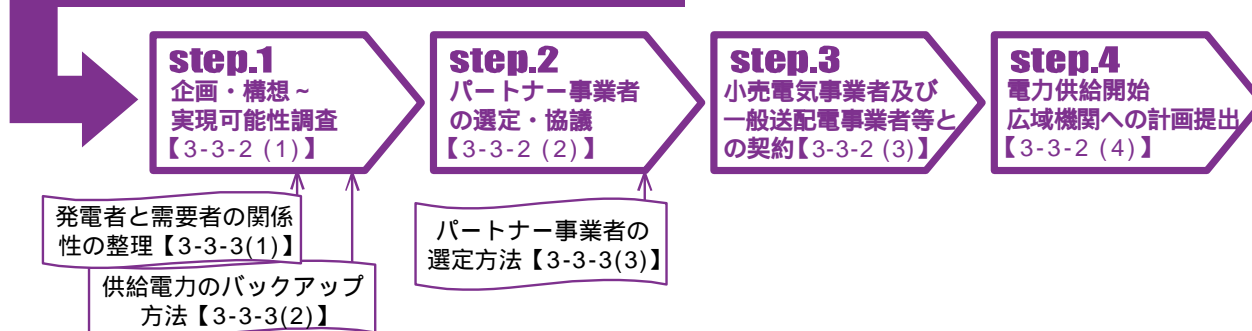 step.1
企画・構想~
実現可能性調査
【3-3-2 (1)】
step.2
パートナー事業者
の選定・協議
【3-3-2 (2)】
step.3
小売電気事業者及び
一般送配電事業者等と
の契約【3-3-2 (3)】
step.4
電力供給開始
広域機関への計画提出
【3-3-2 (4)】
発電者と需要者の関係
性の整理【3-3-3(1)】
供給電力のバックアップ
方法【3-3-3(2)】
パートナー事業者の
選定方法【3-3-3(3)】